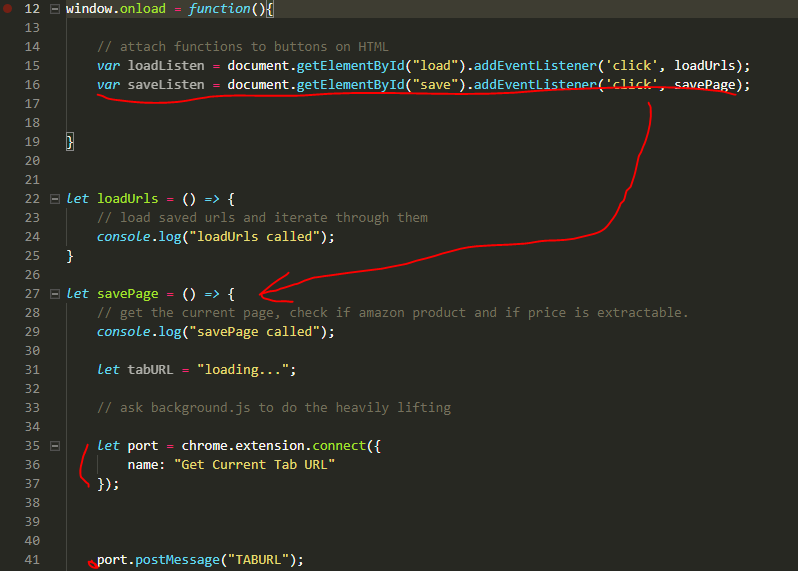 12 window.onload = function(){
13
14 // attach functions to buttons on HTML
15 var loadListen = document.getElementById("load").addEventListener('click', loadUrls);
16 var saveListen = document.getElementById("save").addEventListener('click', savePage);
17
18
19 }
20
21
22 let loadUrls = () => {
23 // load saved urls and iterate through them
24 console.log("loadUrls called");
25 }
26
27 let savePage = () => {
28 // get the current page, check if amazon product and if price is extractable.
29 console.log("savePage called");
30
31 let tabURL = "loading...";
32
33 // ask background.js to do the heavily lifting
34
35 let port = chrome.extension.connect({
36 name: "Get Current Tab URL"
37 });
38
39
40
41 port.postMessage("TABURL");